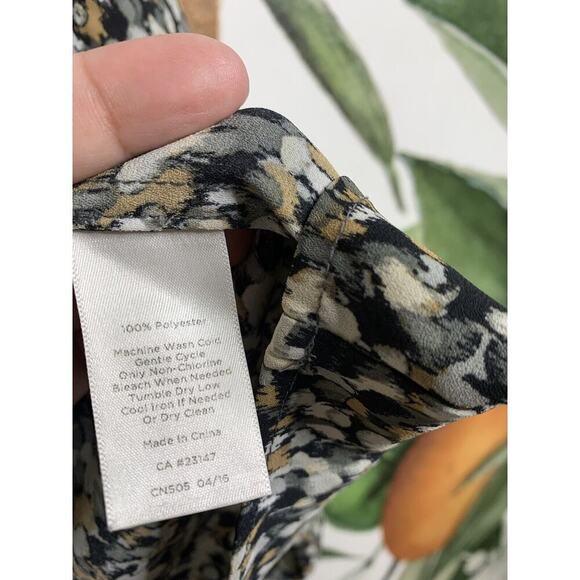 100% Polyester
Machine Wash Cold
Gentle Cycle
Only Non-Chlorine
Bleach When Needed
Tumble Dry Low
Cool Iron If Needed
Or Dry Clean
Made In China
CA #23147
CN505 04/16